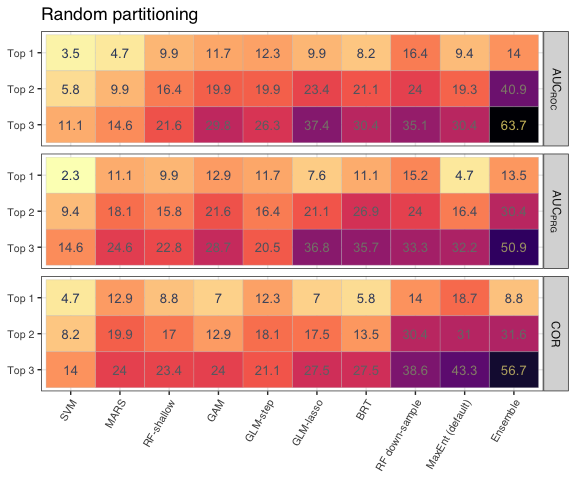 Random partitioning
Top 1 3.5 4.7 9.9 11.7 12.3 9.9 8.2 16.4 9.4 14
Top 2 5.8 9.9 16.4 19.9 19.9 23.4 21.1 24 19.3 40.9
Top 3 11.1 14.6 21.6 26.3 37.4 30.4 35.1 30.4 63.7
AUCROC
Top 1 2.3 11.1 9.9 12.9 11.7 7.6 11.1 15.2 4.7 13.5
Top 2 9.4 18.1 15.8 21.6 16.4 21.1 26.9 24 16.4 30.4
Top 3 14.6 24.6 22.8 20.5 36.8 35.7 33.3 32.2 50.9
AUCPRG
Top 1 4.7 12.9 8.8 7 12.3 7 5.8 14 18.7 8.8
Top 2 8.2 19.9 17 12.9 18.1 17.5 13.5 30.4 31 31.6
Top 3 14 24 23.4 24 21.1 27.5 27.5 38.6 43.3 56.7
COR
SVM
MARS
RF-shallow
GAM
GLM-step
GLM-lasso
BRT
RF down-sample
MaxEnt (default)
Ensemble